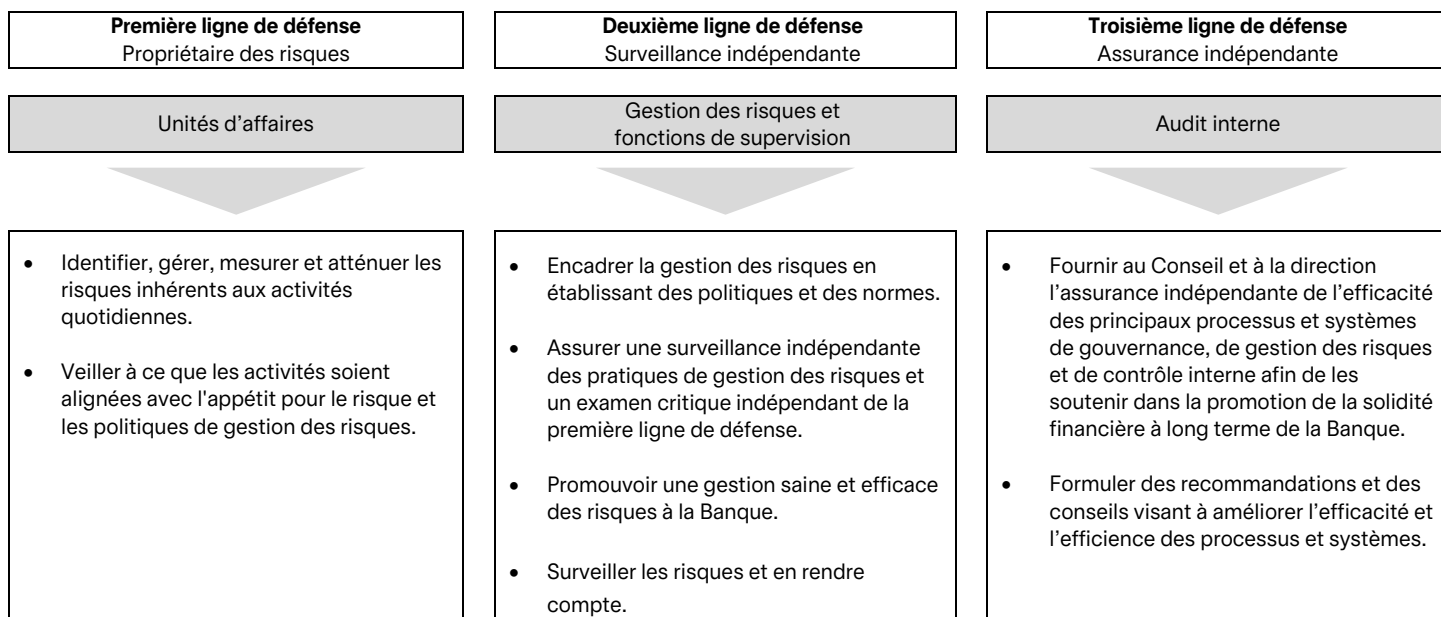 Première ligne de défense
Propriétaire des risques
Unités d’affaires
• Identifier, gérer, mesurer et atténuer les
risques inhérents aux activités
quotidiennes.
• Veiller à ce que les activités soient
alignées avec l'appétit pour le risque et
les politiques de gestion des risques.
Deuxième ligne de défense
Surveillance indépendante
Gestion des risques et
fonctions de supervision
• Encadrer la gestion des risques en
établissant des politiques et des normes.
• Assurer une surveillance indépendante
des pratiques de gestion des risques et
un examen critique indépendant de la
première ligne de défense.
• Promouvoir une gestion saine et efficace
des risques à la Banque.
• Surveiller les risques et en rendre
compte.
Troisième ligne de défense
Assurance indépendante
Audit interne
• Fournir au Conseil et à la direction
l’assurance indépendante de l’efficacité
des principaux processus et systèmes
de gouvernance, de gestion des risques
et de contrôle interne afin de les
soutenir dans la promotion de la solidité
financière à long terme de la Banque.
• Formuler des recommandations et des
conseils visant à améliorer l’efficacité et
l’efficience des processus et systèmes.